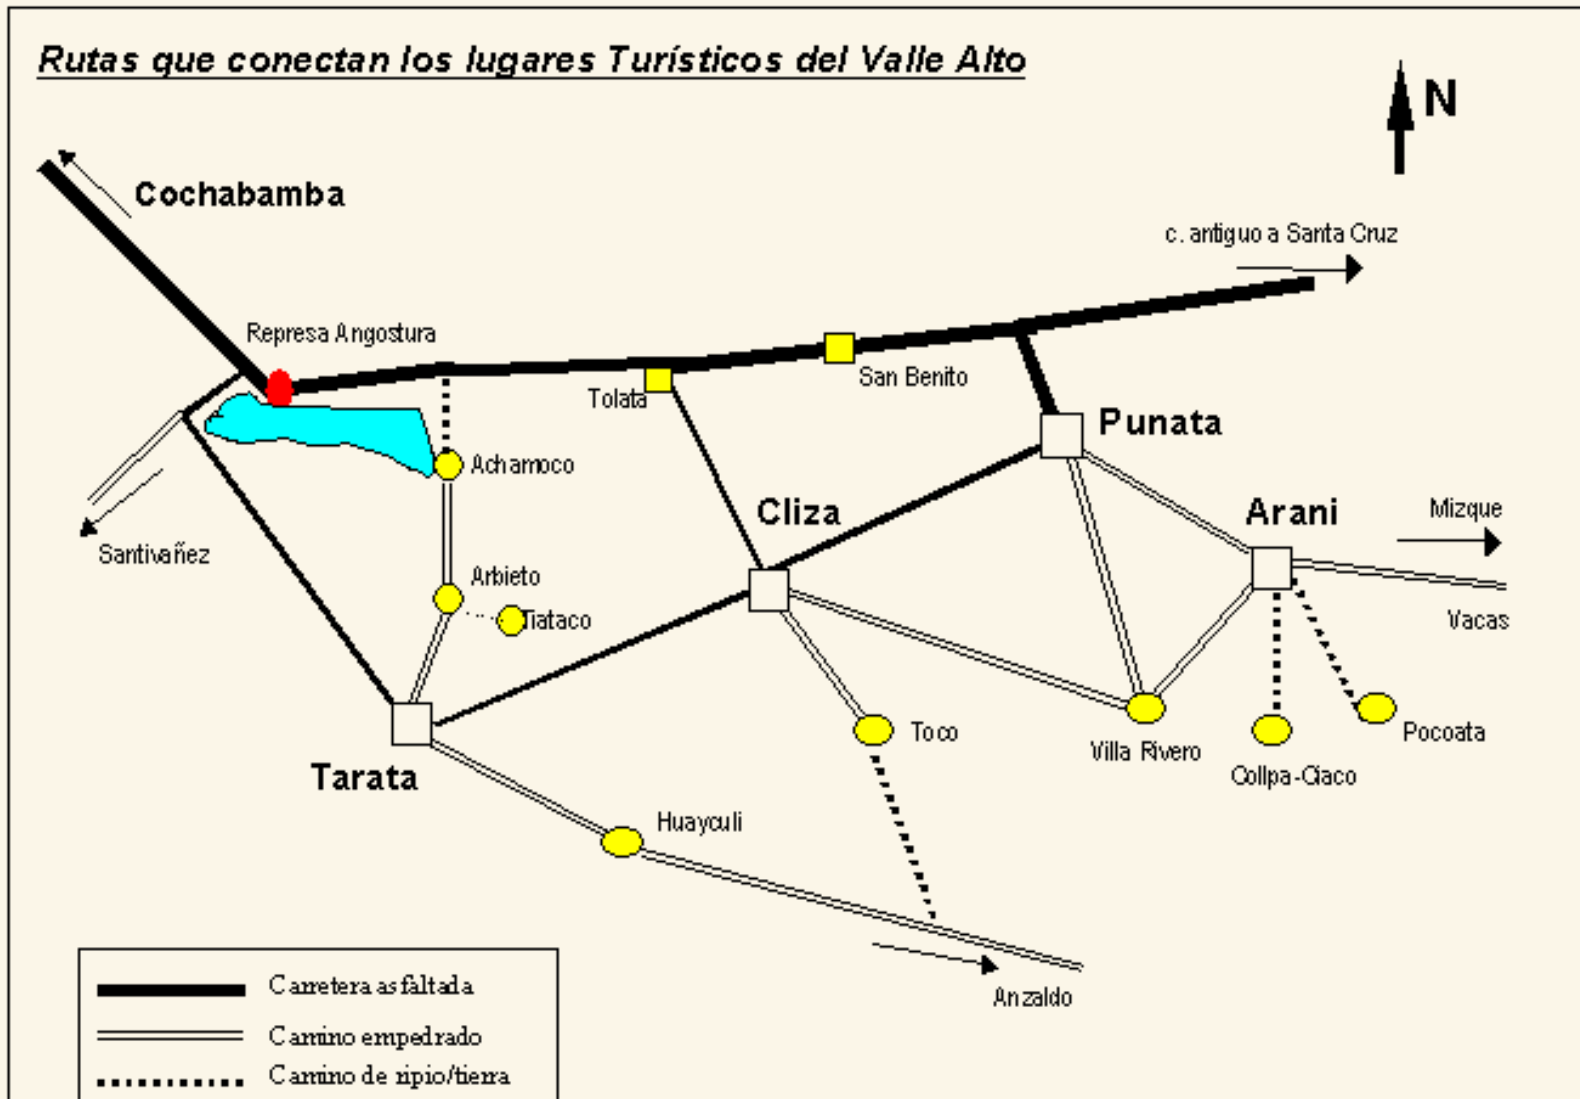 Rutas que conectan los lugares Turísticos del Valle Alto
N
Cochabamba
c. antiguo a Santa Cruz
Represa Angostura
San Benito
Tolata
Punata
Achamoco
Cliza
Arani
Mizque
Santivañez
Arbieto
Tiataco
Vacas
Toco
Villa Rivero
Pocoata
Collpa-Ciaco
Tarata
Huayculi
Anzaldo
Carretera asfaltada
Camino empedrado
Camino de ripio/tierra